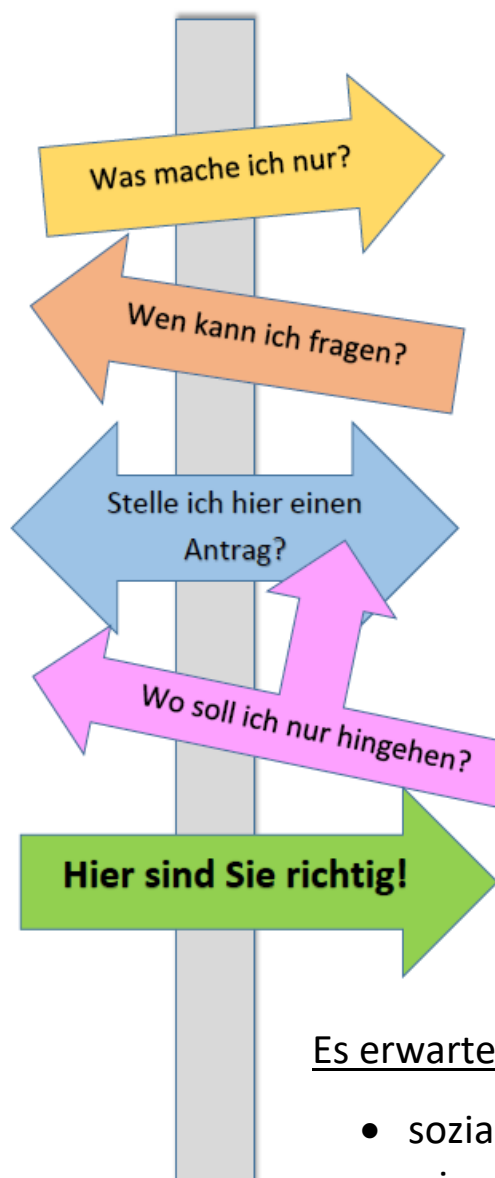 Was mache ich nur?
Wen kann ich fragen?
Stelle ich hier einen
Antrag?
Wo soll ich nur hingehen?
Hier sind Sie richtig!
Es erwarte
• sozia